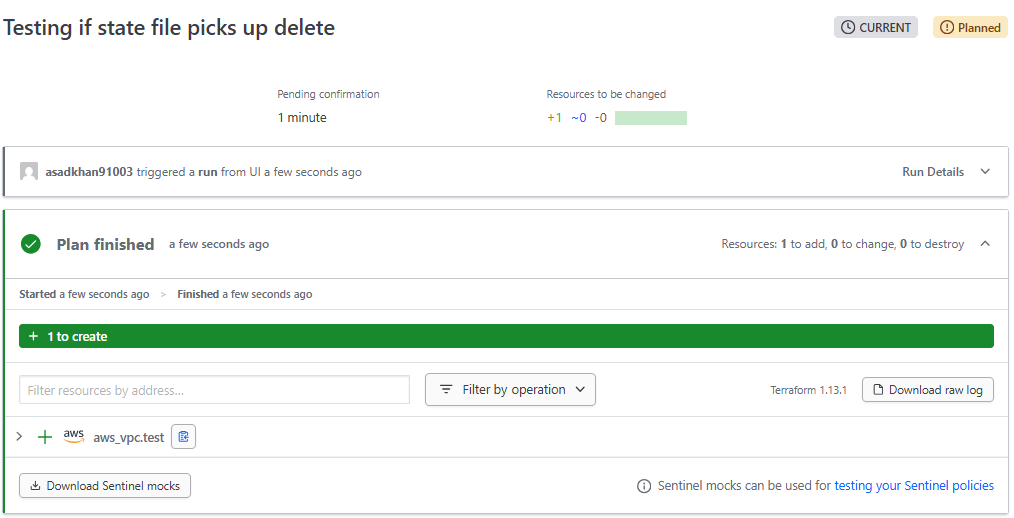 Testing if state file picks up delete
CURRENT
Planned
Pending confirmation
Resources to be changed
1 minute
+1 ~0 -0
asadkhan91003 triggered a run from UI a few seconds ago
Run Details
Plan finished a few seconds ago
Resources: 1 to add, 0 to change, 0 to destroy
Started a few seconds ago > Finished a few seconds ago
+ 1 to create
Filter resources by address...
Filter by operation
Terraform 1.13.1
Download raw log
aws aws_vpc.test
Download Sentinel mocks
Sentinel mocks can be used for testing your Sentinel policies